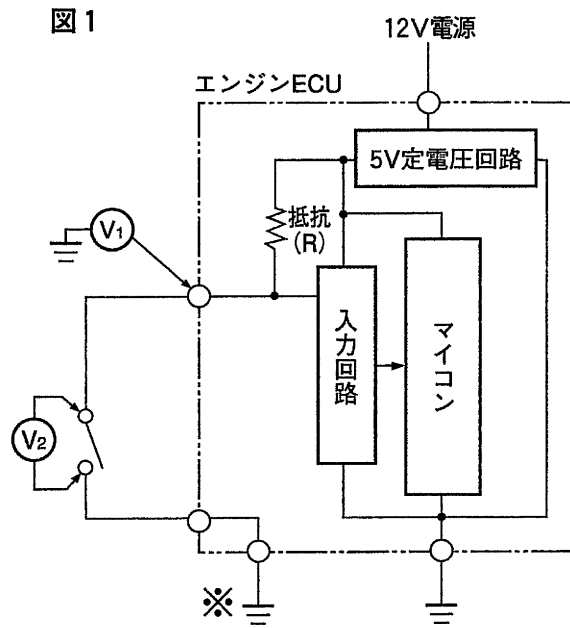 図1
12V電源
エンジンECU
5V定電圧回路
抵抗
(R)
V1
入力回路
マイコン
V2
※